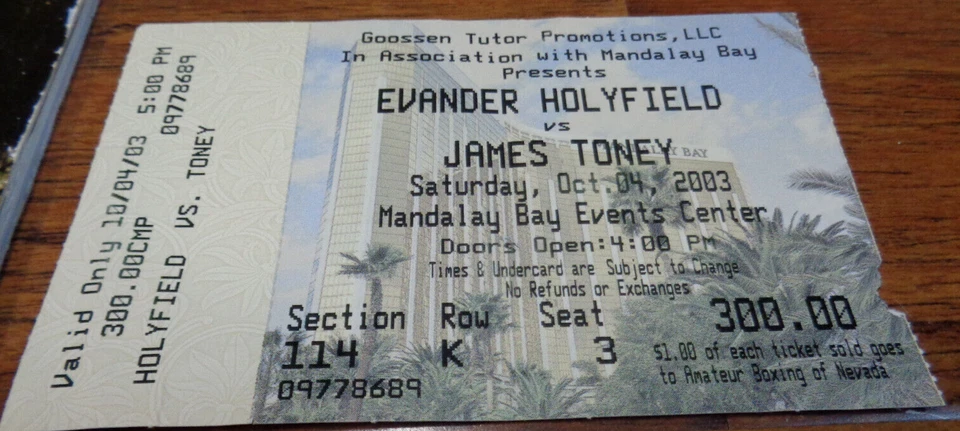 Valid Only 10/04/03 5:00 PM
300.00CMP 09778689
HOLYFIELD VS. TONEY
Goossen Tutor Promotions, LLC
In Association with Mandalay Bay
Presents
EVANDER HOLYFIELD
vs
JAMES TONEY
BAY
Saturday, Oct.04, 2003
Mandalay Bay Events Center
Doors Open:4:00 PM
Times & Undercard are Subject to Change
No Refunds or Exchanges
Section Row Seat 300.00
114 K 3 $1.00 of each ticket sold goes
to Amateur Boxing of Nevada
09778689